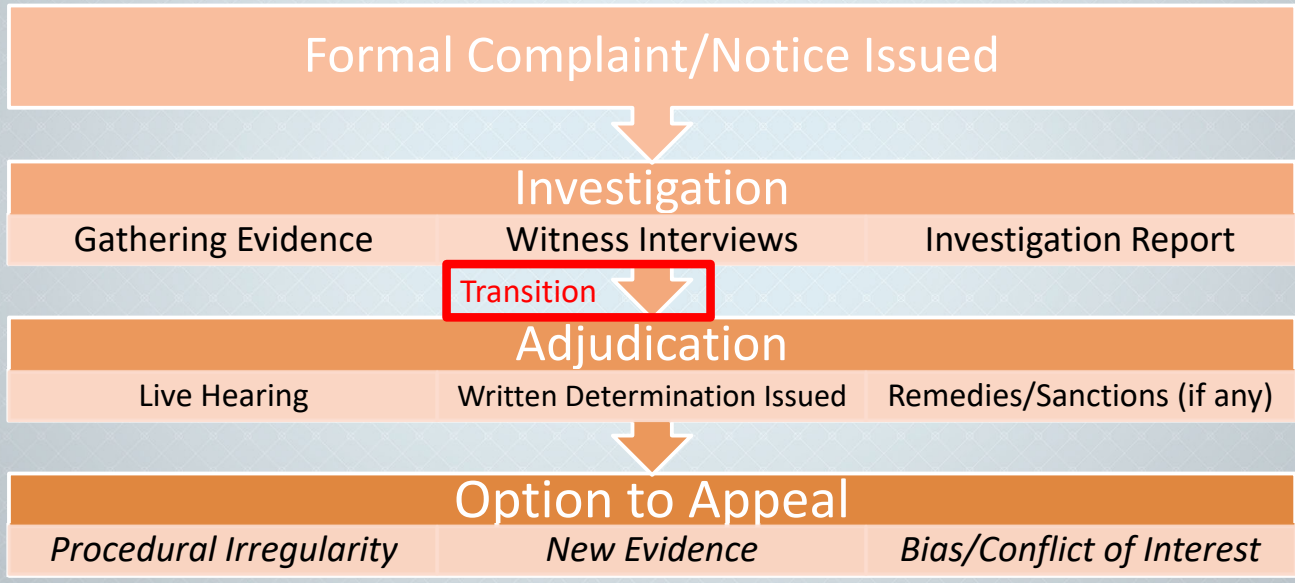 Formal Complaint/Notice Issued
Investigation
Gathering Evidence
Witness Interviews
Investigation Report
Transition
Adjudication
Live Hearing
Written Determination Issued
Remedies/Sanctions (if any)
Option to Appeal
Procedural Irregularity
New Evidence
Bias/Conflict of Interest